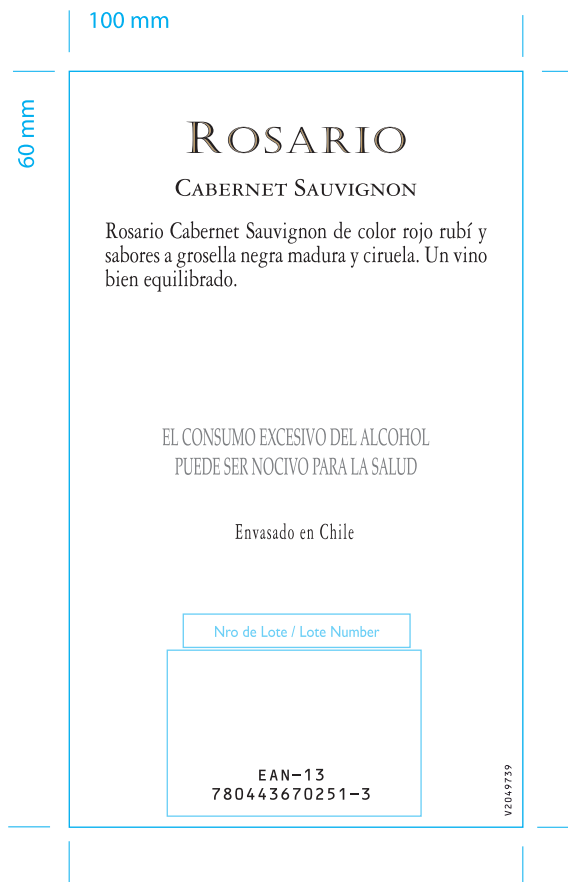 100 mm
60 mm
ROSARIO
CABERNET SAUVIGNON
Rosario Cabernet Sauvignon de color rojo rubí y
sabores a grosella negra madura y ciruela. Un vino
bien equilibrado.
EL CONSUMO EXCESIVO DEL ALCOHOL
PUEDE SER NOCIVO PARA LA SALUD
Envasado en Chile
Nro de Lote / Lote Number
EAN-13
780443670251-3
V2049739